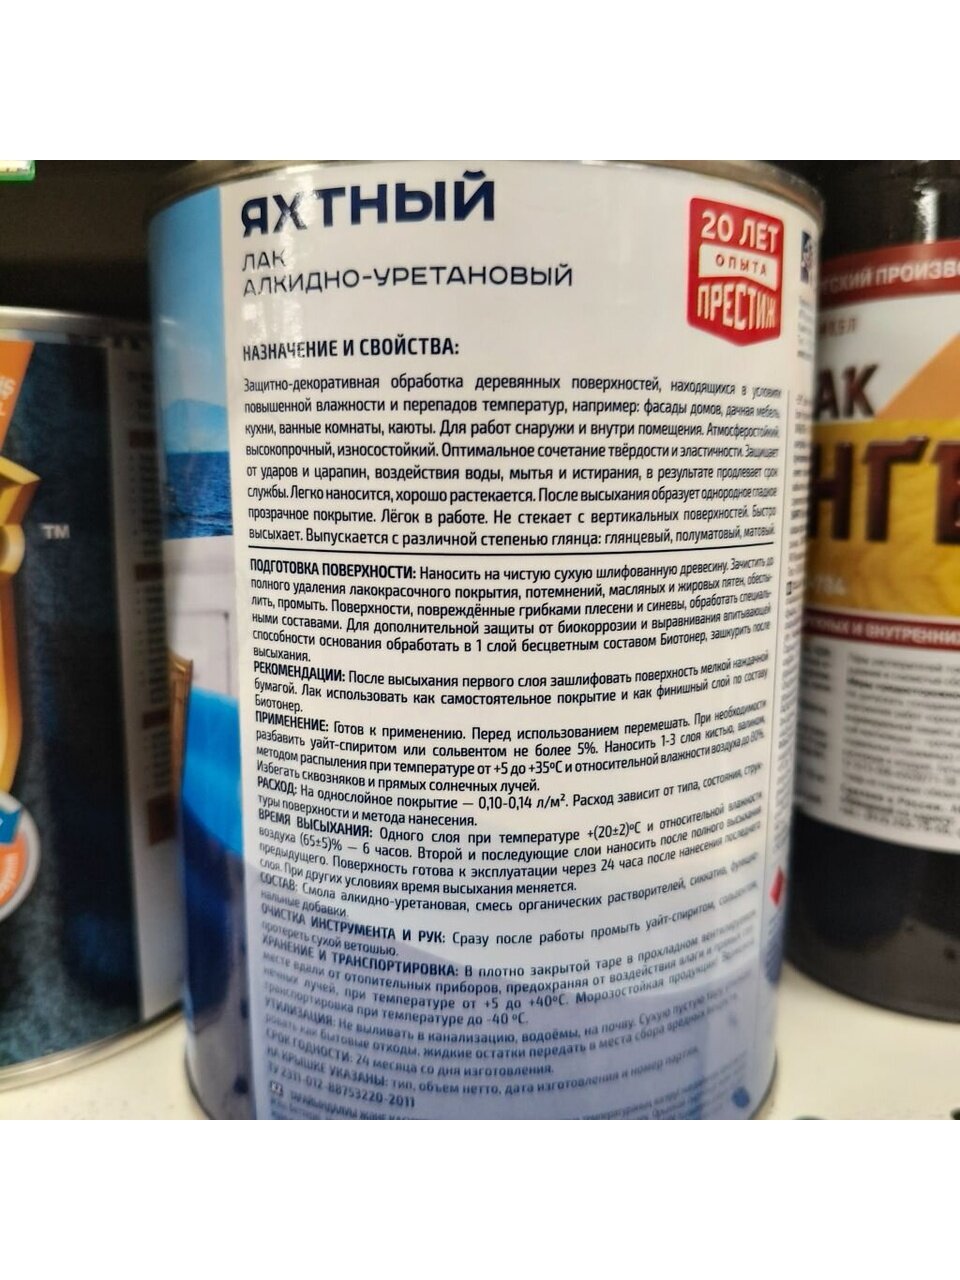 ЯХТНЫЙ
ЛАК
АЛКИДНО-УРЕТАНОВЫЙ
20 ЛЕТ
ОПЫТА
ПРЕСТИЖ
НАЗНАЧЕНИЕ И СВОЙСТВА:
Защитно-декоративная обработка деревянных поверхностей, находящихся в условиях
повышенной влажности и перепадов температур, например: фасады домов, дачная мебель,
кухни, ванные комнаты, каюты. Для работ снаружи и внутри помещения. Атмосферостойкий,
высокопрочный, износостойкий. Оптимальное сочетание твёрдости и эластичности. Защищает
от ударов и царапин, воздействия воды, мытья и истирания, в результате продлевает срок
службы. Легко наносится, хорошо растекается. После высыхания образует однородное гладкое
прозрачное покрытие. Лёгок в работе. Не стекает с вертикальных поверхностей. Быстро
высыхает. Выпускается с различной степенью глянца: глянцевый, полуматовый, матовый.
ПОДГОТОВКА ПОВЕРХНОСТИ: Наносить на чистую сухую шлифованную древесину. Зачистить до
полного удаления лакокрасочного покрытия, потемнений, масляных и жировых пятен, обеспы-
лить, промыть. Поверхности, повреждённые грибками плесени и синевы, обработать специаль-
ными составами. Для дополнительной защиты от биокоррозии и выравнивания впитывающей
способности основания обработать в 1 слой бесцветным составом Биотонер, зашкурить после
высыхания.
РЕКОМЕНДАЦИИ: После высыхания первого слоя зашлифовать поверхность мелкой наждачной
бумагой. Лак использовать как самостоятельное покрытие и как финишный слой по составу
Биотонер.
ПРИМЕНЕНИЕ: Готов к применению. Перед использованием перемешать. При необходимости
разбавить уайт-спиритом или сольвентом не более 5%. Наносить 1-3 слоя кистью, валиком,
методом распыления при температуре от +5 до +35ºС и относительной влажности воздуха до 80%.
Избегать сквозняков и прямых солнечных лучей.
РАСХОД: На однослойное покрытие — 0,10-0,14 л/м². Расход зависит от типа, состояния, струк-
туры поверхности и метода нанесения.
ВРЕМЯ ВЫСЫХАНИЯ: Одного слоя при температуре +(20±2)ºС и относительной влажности
воздуха (65±5)% — 6 часов. Второй и последующие слои наносить после полного высыхания
предыдущего. Поверхность готова к эксплуатации через 24 часа после нанесения последнего
слоя. При других условиях время высыхания меняется.
СОСТАВ: Смола алкидно-уретановая, смесь органических растворителей, сиккатив, функцио-
нальные добавки.
ОЧИСТКА ИНСТРУМЕНТА И РУК: Сразу после работы промыть уайт-спиритом, сольвентом,
протереть сухой ветошью.
ХРАНЕНИЕ И ТРАНСПОРТИРОВКА: В плотно закрытой таре в прохладном вентилируемом
месте вдали от отопительных приборов, предохраняя от воздействия влаги и прямых сол-
нечных лучей, при температуре от +5 до +40ºС. Морозостойкая продукция.
транспортировка при температуре до -40 ºС.
УТИЛИЗАЦИЯ: Не выливать в канализацию, водоёмы, на почву. Сухую пустую тару
как бытовые отходы, жидкие остатки передать в места сбора вредных
СРОК ГОДНОСТИ: 24 месяца со дня изготовления.
НА КРЫШКЕ УКАЗАНЫ: тип, объем нетто, дата изготовления и номер партии.
ТУ 2311-012-88753220-2011
KZ
TM
ЛАК